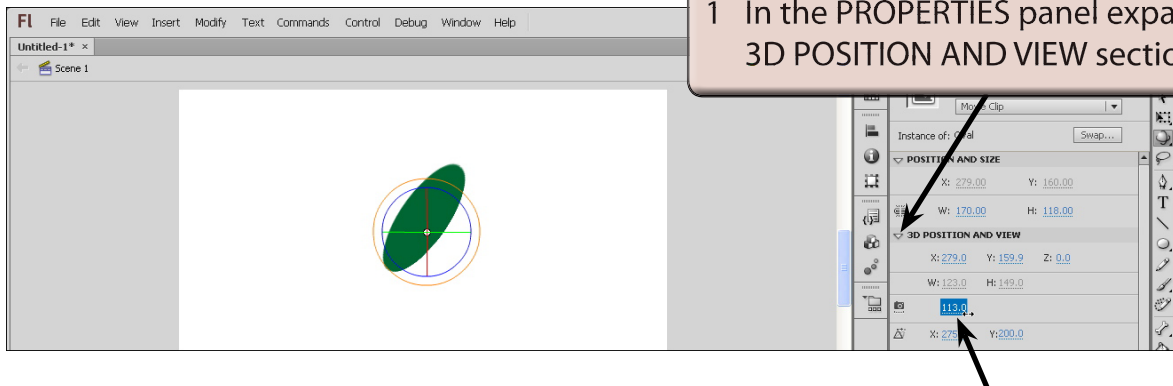 Fl File Edit View Insert Modify Text Commands Control Debug Window Help
Untitled-1* ×
Scene 1
1 In the PROPERTIES panel
3D POSITION AND VIEW
Movie Clip
Instance of: Oval Swap...
POSITION AND SIZE
X: 279.00 Y: 160.00
W: 170.00 H: 118.00
3D POSITION AND VIEW
X: 279.0 Y: 159.9 Z: 0.0
W: 123.0 H: 149.0
113.0
X: Y: 200.0
T